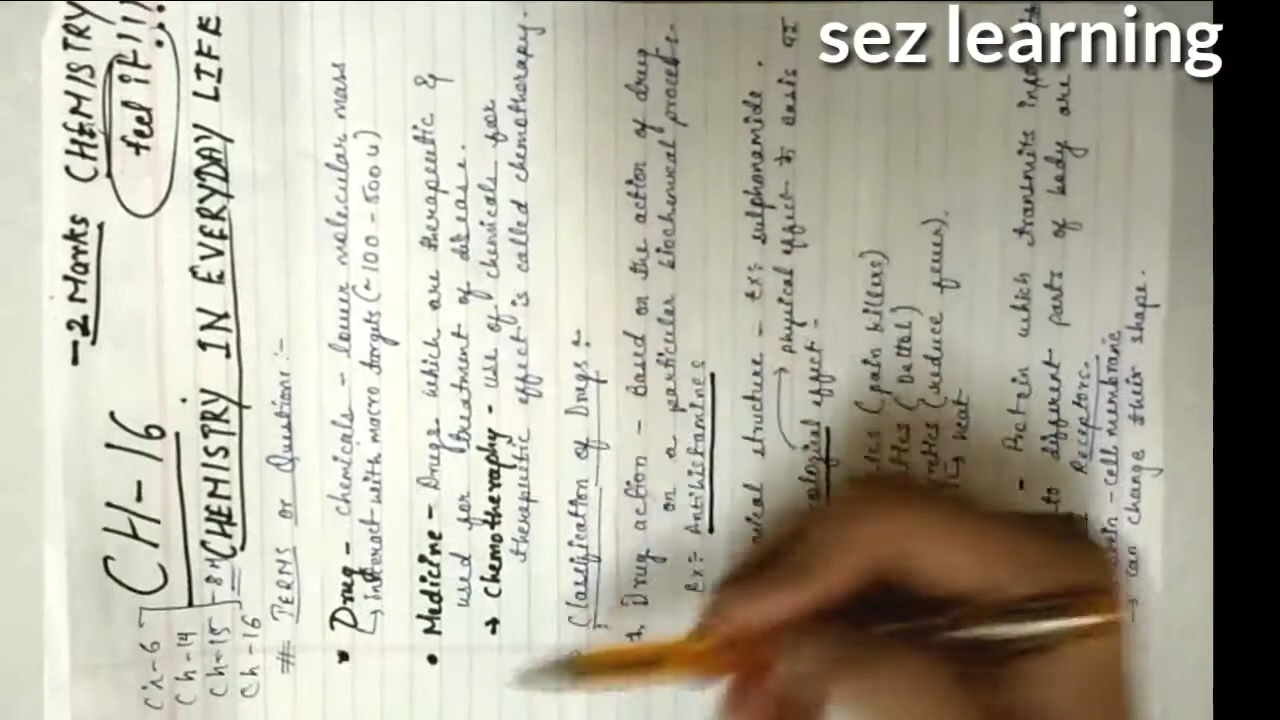 sez learning
- 2 Marks CHEMISTRY
feel it!!!
CH-16
Ch-6
Ch-14
Ch-15
Ch-16
- 8M
CHEMISTRY IN EVERYDAY LIFE
# TERMS or Questions:-
• Drug - chemicals - lower molecular mass
↳ interact with macro targets (~100 - 500u)
• Medicine - Drugs which are therapeutic &
used for treatment of disease.
→ Chemotheraphy - use of chemicals for
therapeutic effect is called chemotherapy.
Classification of Drugs:-
1, Drug action - Based on the action of drug
on a particular biochemical process.
Ex:- Antihistamines
structure - Ex:- sulphonamide.
→ physical effect के basis पर
effect -
(pain killers)
(Dettol)
(reduce fever).
↳ heat
- Protein which transmits
to different parts of body are
Receptors.
- cell membrane
→ can change their shape.